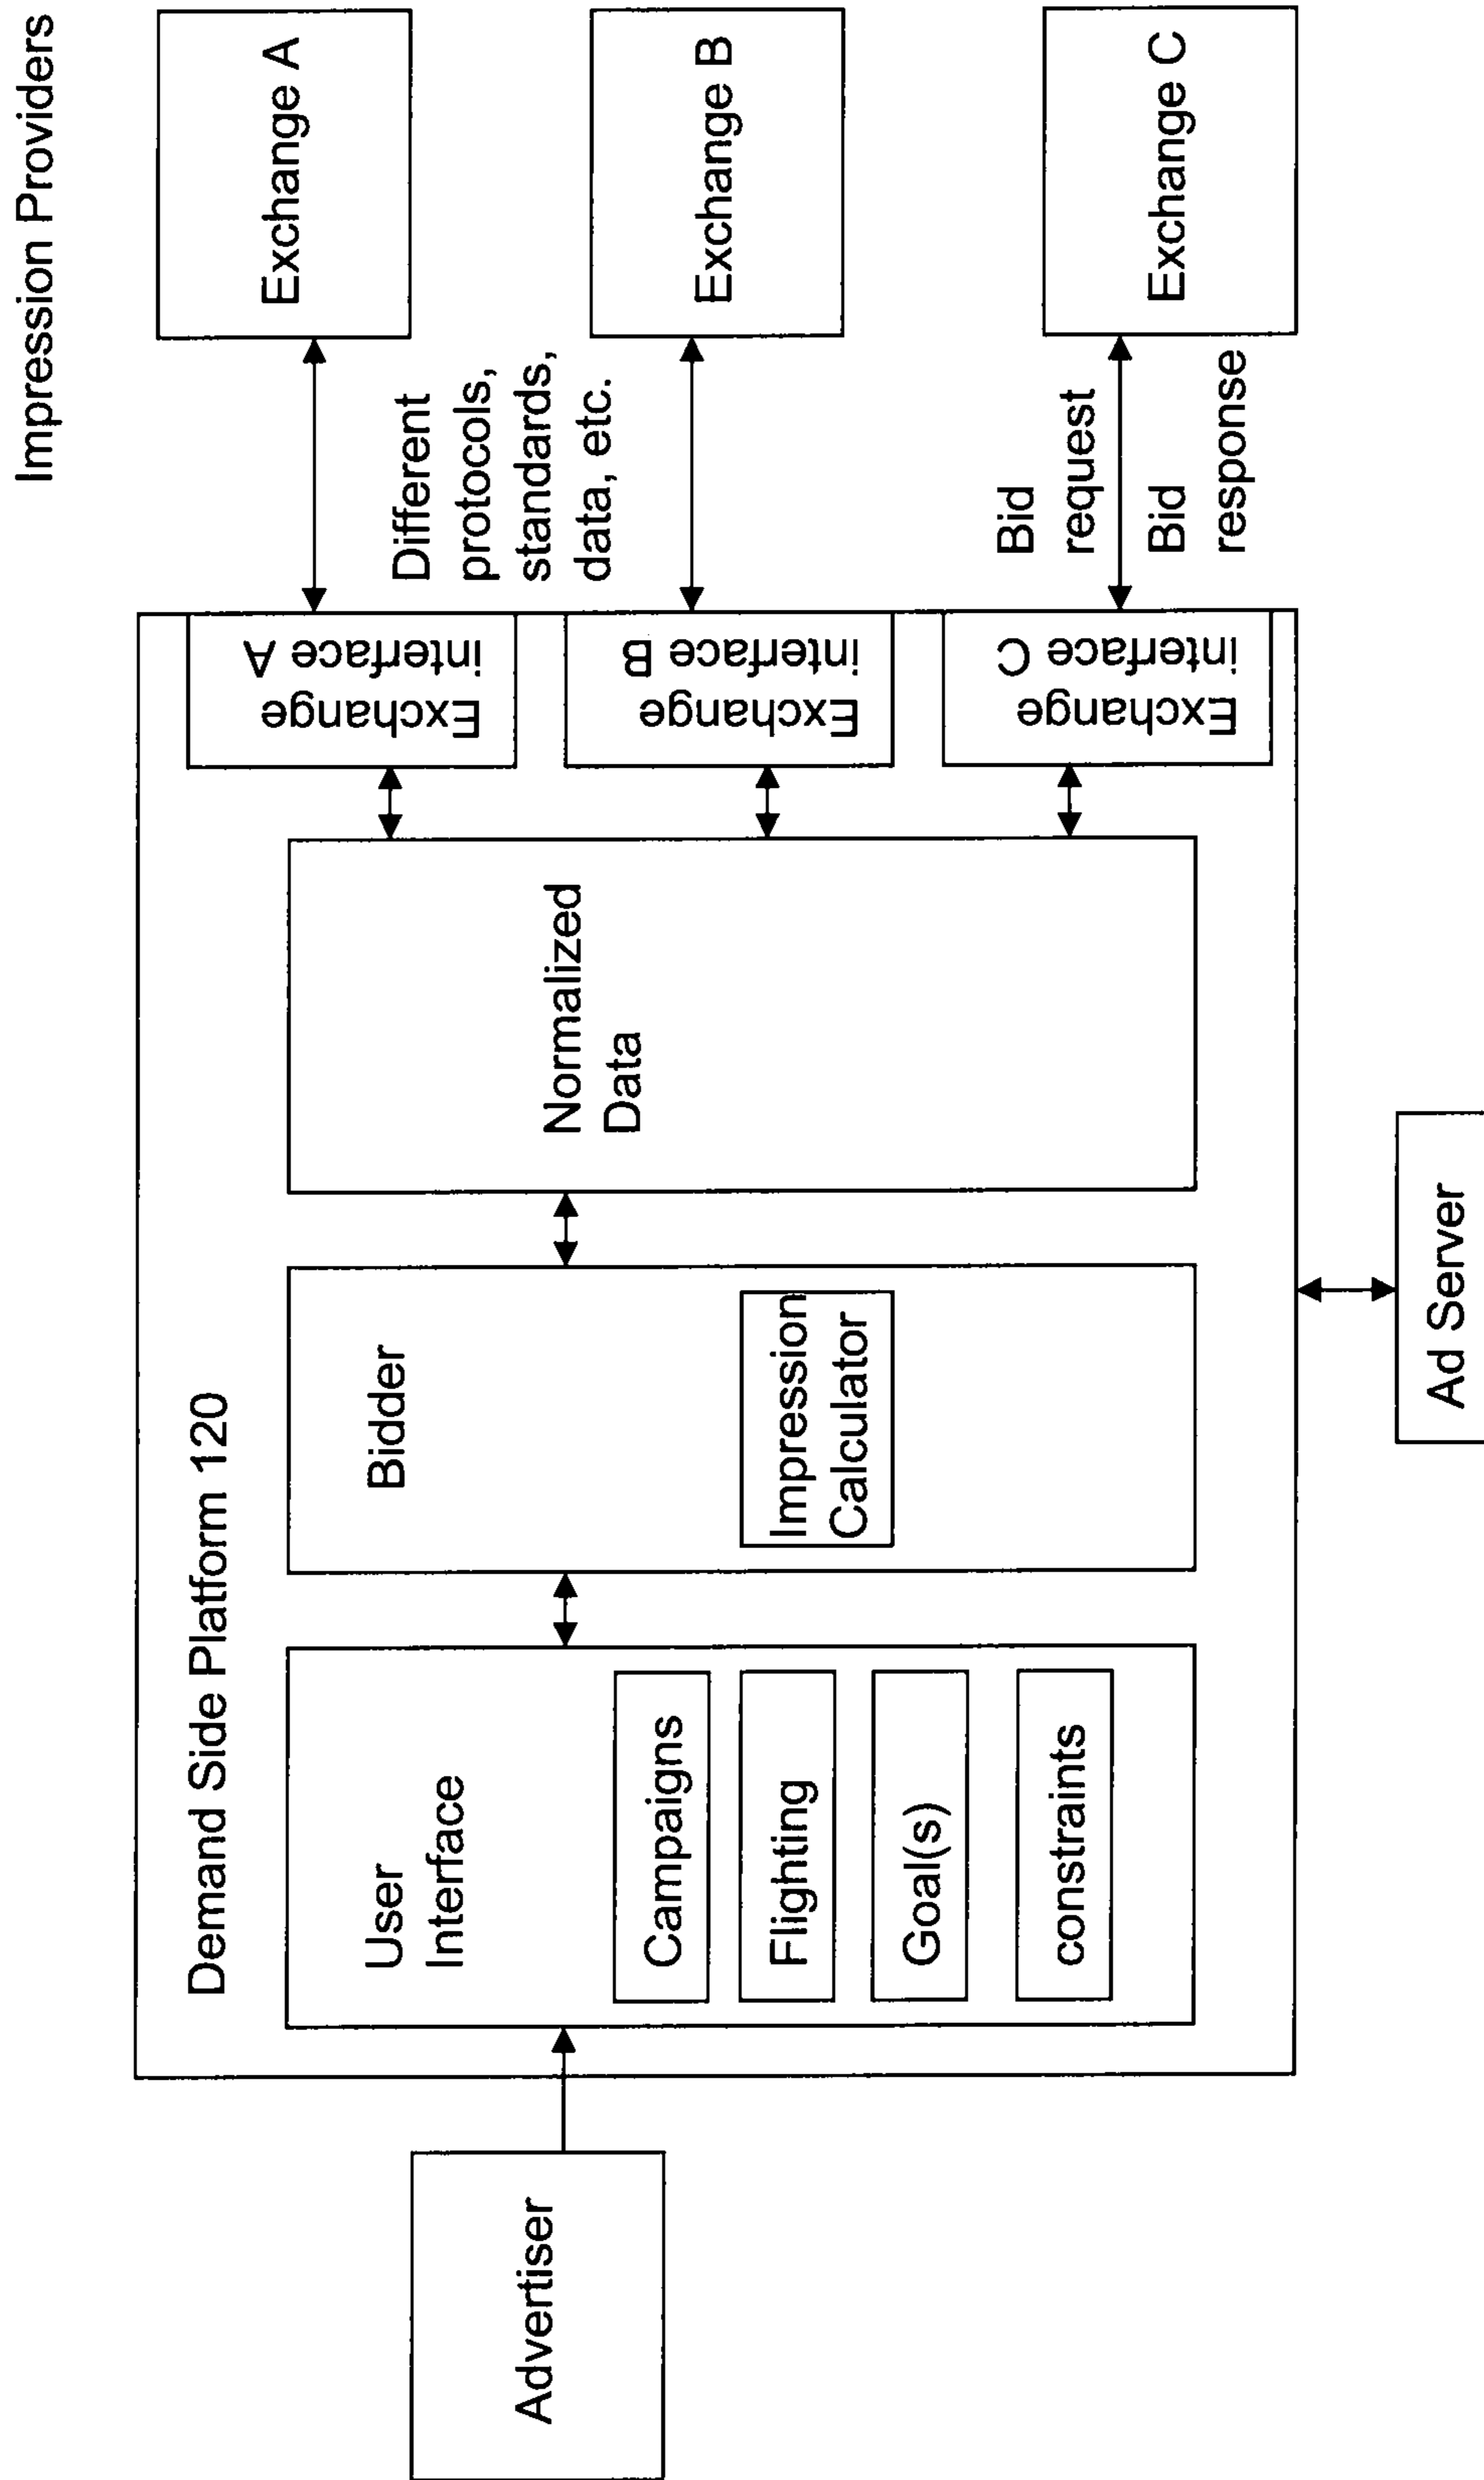 Impression Providers
Demand Side Platform 120
Advertiser
User
Interface
Campaigns
Flighting
Goal(s)
constraints
Bidder
Impression
Calculator
Normalized
Data
Exchange
interface A
Exchange
interface B
Exchange
interface C
Different
protocols,
standards,
data, etc.
Bid
request
Bid
response
Exchange A
Exchange B
Exchange C
Ad Server